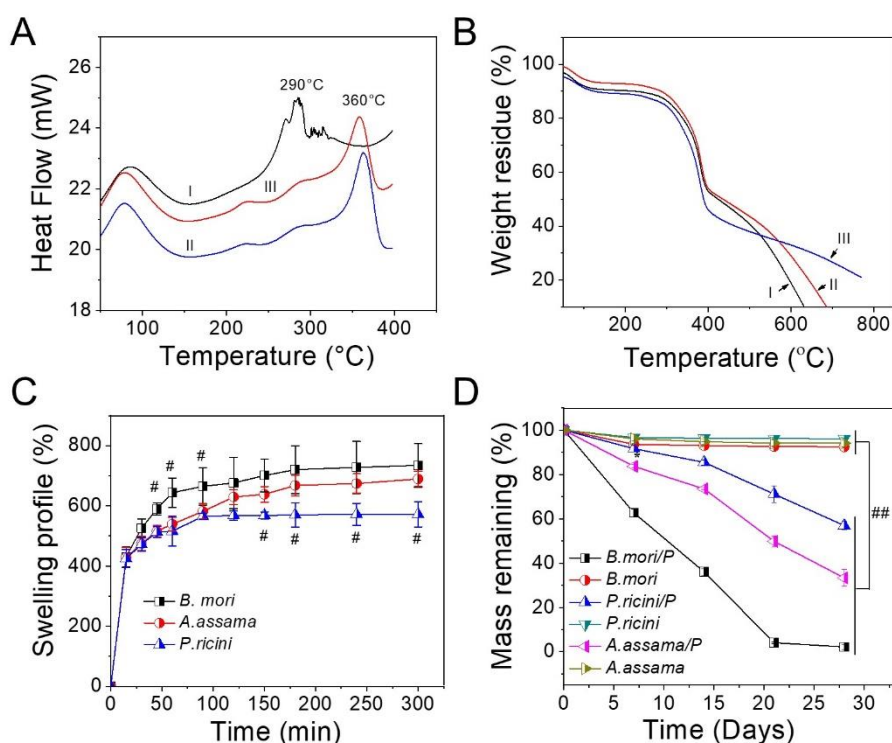 A
Heat Flow (mW)
26
24
22
20
18
290°C
360°C
I
III
II
100
200
300
400
Temperature (°C)
B
Weight residue (%)
100
80
60
40
20
III
I
II
200
400
600
800
Temperature (°C)
C
Swelling profile (%)
800
600
400
200
0
#
#
#
#
#
#
#
B. mori
A.assama
P.ricini
0
50
100
150
200
250
300
Time (min)
D
Mass remaining (%)
100
80
60
40
20
0
*
##
B.mori/P
B.mori
P.ricini/P
P.ricini
A.assama/P
A.assama
0
5
10
15
20
25
30
Time (Days)